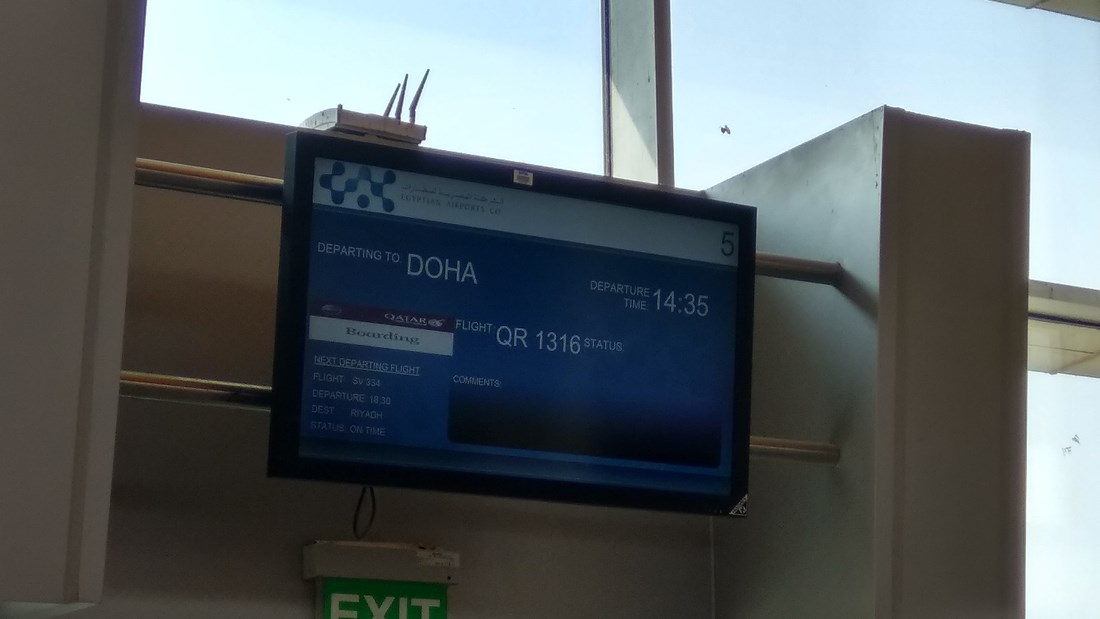 EGYPTIAN AIRPORTS CO
5
DEPARTING TO DOHA
DEPARTURE TIME 14:35
QATAR
Boarding
FLIGHT: QR 1316 STATUS:
COMMENTS:
NEXT DEPARTING FLIGHT
FLIGHT: SV 334
DEPARTURE: 18:30
DEST RIYADH
STATUS: ON TIME
EXIT